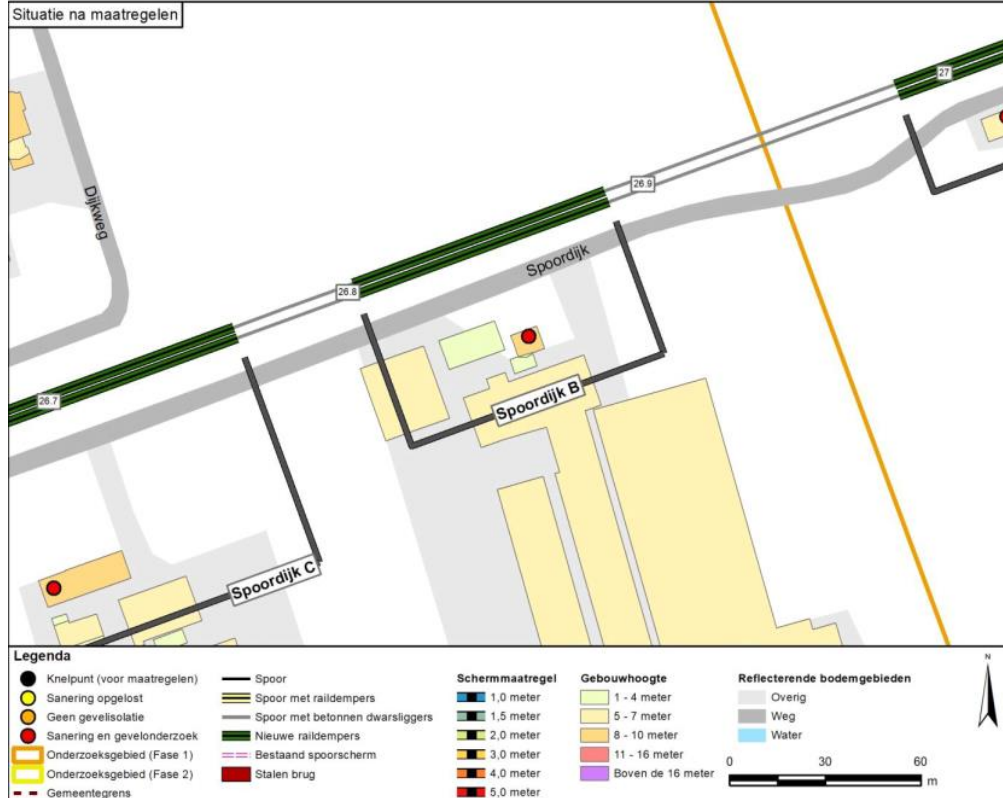 Situatie na maatregelen
27
26.9
Dijkweg
Spoordijk
26.8
26.7
Spoordijk B
Spoordijk C
Legenda
Knelpunt (voor maatregelen)
Sanering opgelost
Geen gevelisolatie
Sanering en gevelonderzoek
Onderzoeksgebied (Fase 1)
Onderzoeksgebied (Fase 2)
Gemeentegrens
Spoor
Spoor met raildempers
Spoor met betonnen dwarsliggers
Nieuwe raildempers
Bestaand spoorscherm
Stalen brug
Schermmaatregel
1,0 meter
1,5 meter
2,0 meter
3,0 meter
4,0 meter
5,0 meter
Gebouwhoogte
1 - 4 meter
5 - 7 meter
8 - 10 meter
11 - 16 meter
Boven de 16 meter
Reflecterende bodemgebieden
Overig
Weg
Water
N
0 30 60
m